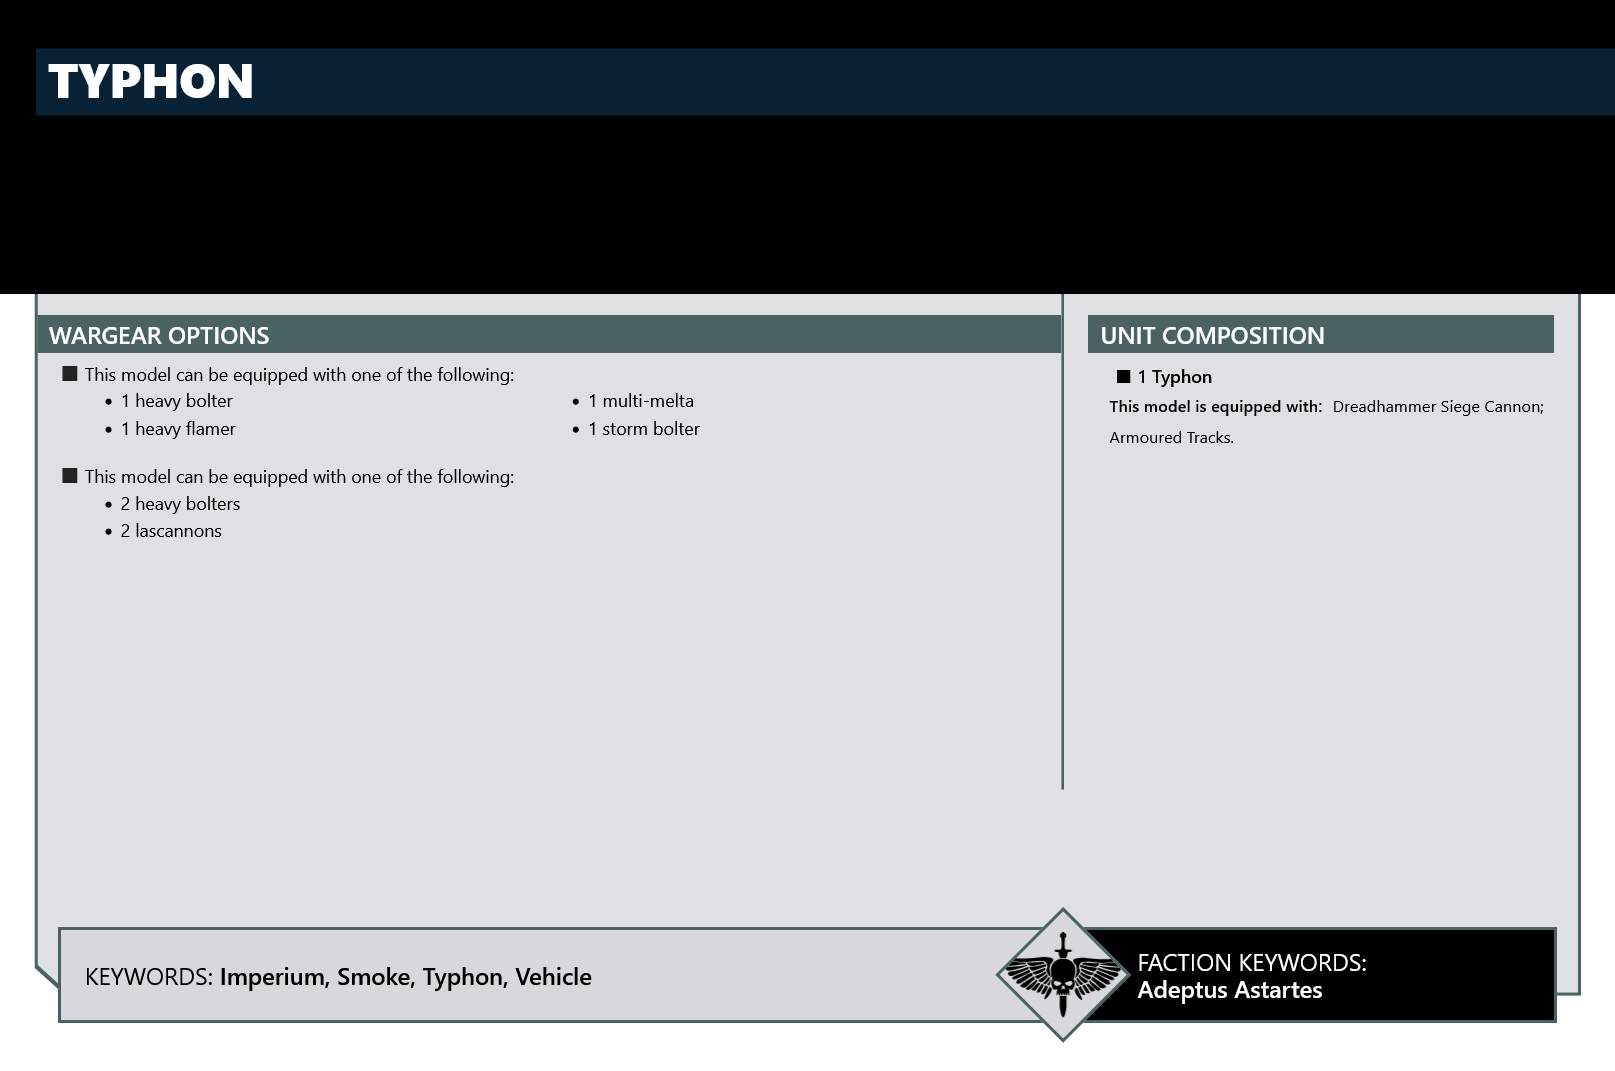 TYPHON
WARGEAR OPTIONS
■ This model can be equipped with one of the following:
• 1 heavy bolter
• 1 heavy flamer
• 1 multi-melta
• 1 storm bolter
■ This model can be equipped with one of the following:
• 2 heavy bolters
• 2 lascannons
UNIT COMPOSITION
■ 1 Typhon
This model is equipped with: Dreadhammer Siege Cannon;
Armoured Tracks.
KEYWORDS: Imperium, Smoke, Typhon, Vehicle
FACTION KEYWORDS:
Adeptus Astartes